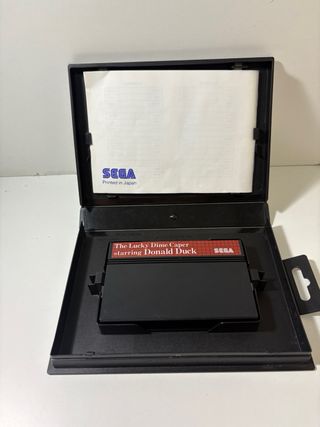 SEGA
Printed in Japan
The Lucky Dime Caper
starring Donald Duck
SEGA